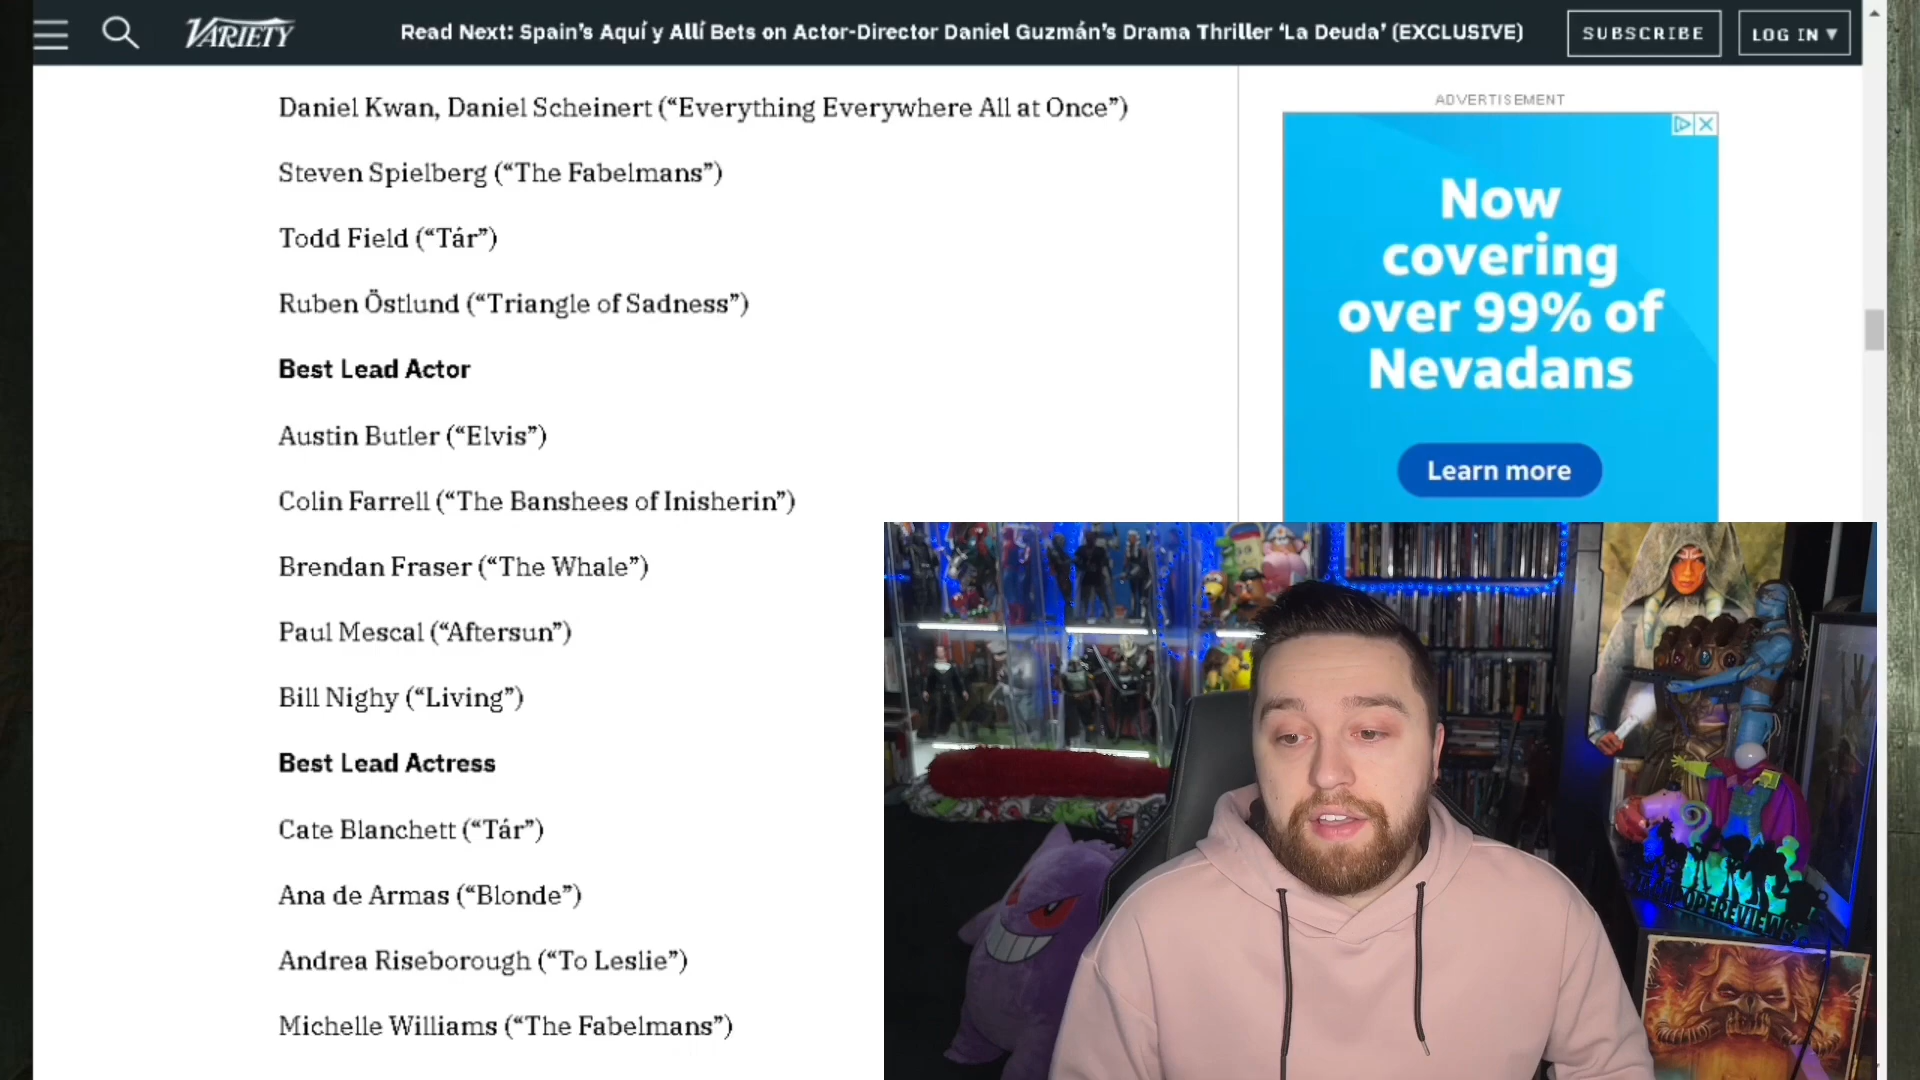 VARIETY
Read Next: Spain’s Aquí y Allí Bets on Actor-Director Daniel Guzmán’s Drama Thriller ‘La Deuda’ (EXCLUSIVE)
SUBSCRIBE
LOG IN ▼
Daniel Kwan, Daniel Scheinert (“Everything Everywhere All at Once”)
Steven Spielberg (“The Fabelmans”)
Todd Field (“Tár”)
Ruben Östlund (“Triangle of Sadness”)
Best Lead Actor
Austin Butler (“Elvis”)
Colin Farrell (“The Banshees of Inisherin”)
Brendan Fraser (“The Whale”)
Paul Mescal (“Aftersun”)
Bill Nighy (“Living”)
Best Lead Actress
Cate Blanchett (“Tár”)
Ana de Armas (“Blonde”)
Andrea Riseborough (“To Leslie”)
Michelle Williams (“The Fabelmans”)
ADVERTISEMENT
Now
covering
over 99% of
Nevadans
Learn more